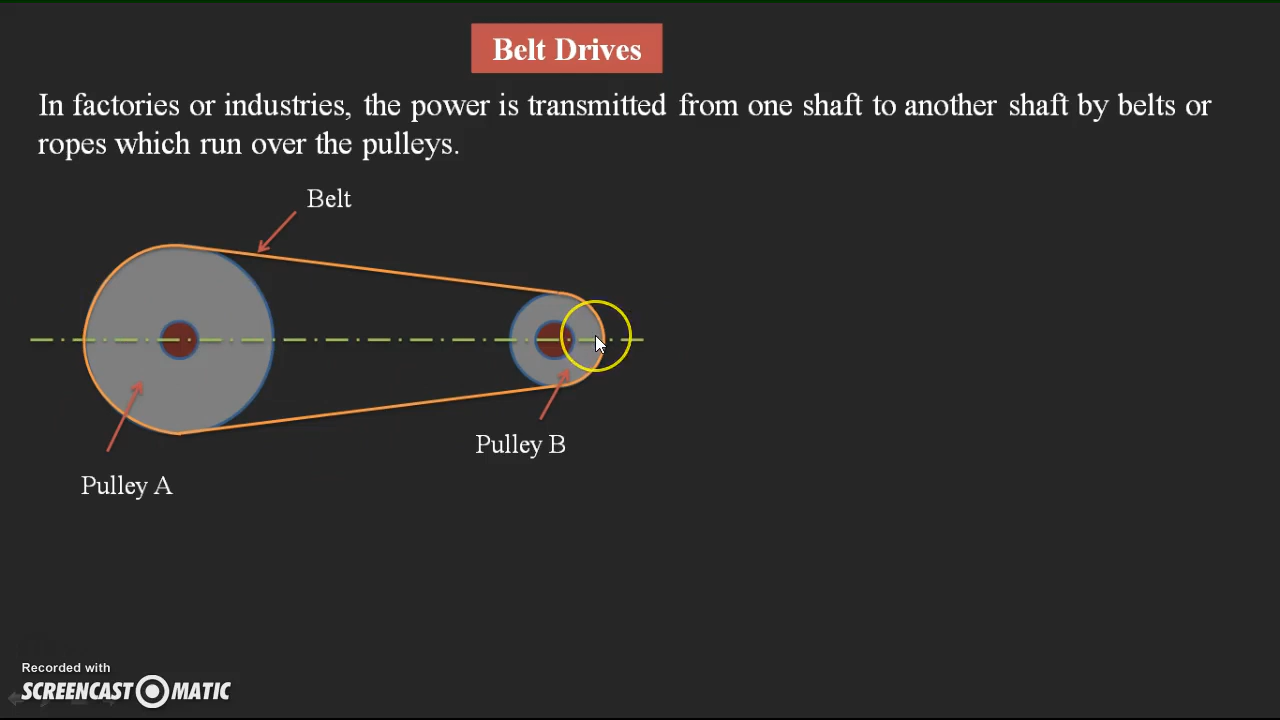 Belt Drives
In factories or industries, the power is transmitted from one shaft to another shaft by belts or
ropes which run over the pulleys.
Belt
Pulley B
Pulley A
Recorded with
SCREENCAST MATIC